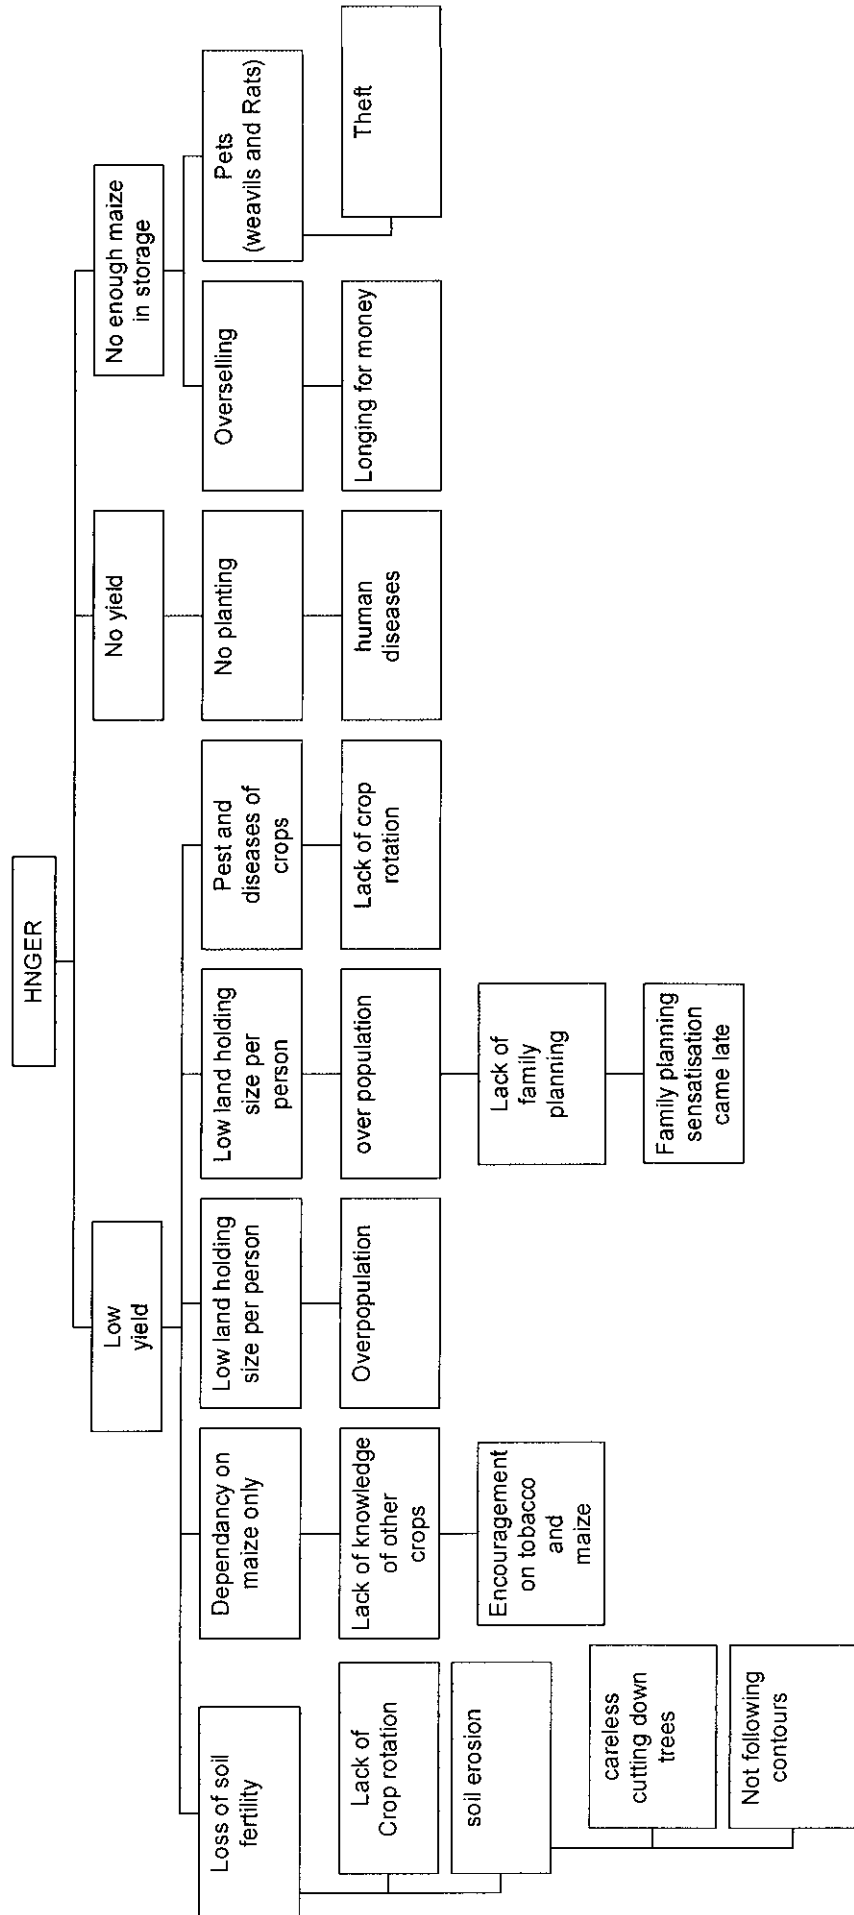 HNGER
Low
yield
No yield
No enough maize
in storage
Loss of soil
fertility
Dependancy on
maize only
Low land holding
size per person
Low land holding
size per
person
Pest and
diseases of
crops
No planting
Overselling
Pets
(weavils and Rats)
Lack of
Crop rotation
soil erosion
Lack of knowledge
of other
crops
Overpopulation
over population
Lack of crop
rotation
human
diseases
Longing for money
Theft
careless
cutting down
trees
Not following
contours
Encouragement
on tobacco
and
maize
Lack of
family
planning
Family planning
sensatisation
came late